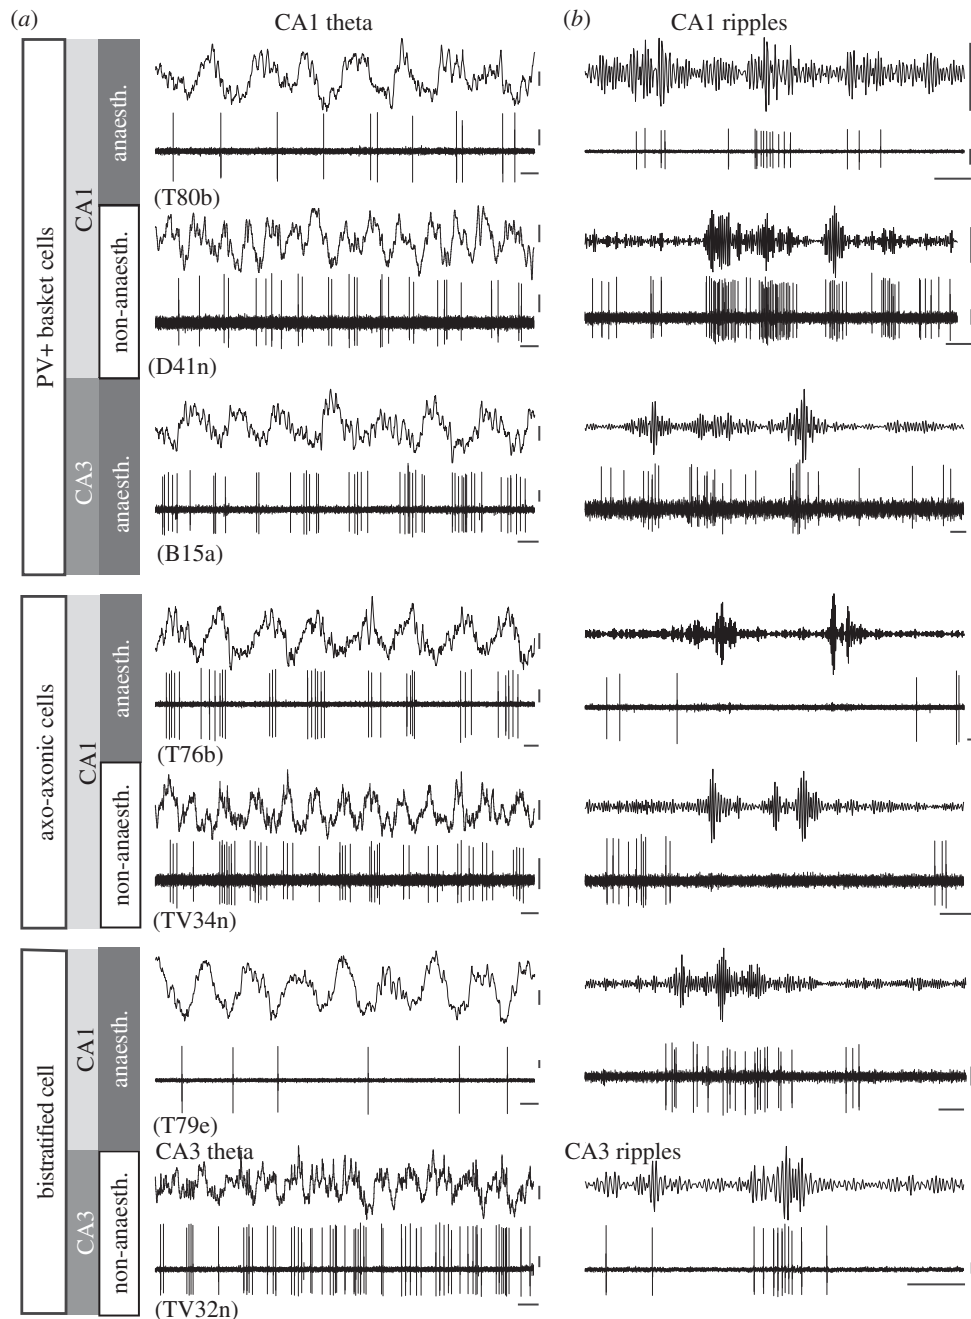 (a)
CA1 theta
(b)
CA1 ripples
PV+ basket cells
CA1
anaesth.
(T80b)
non-anaesth.
(D41n)
CA3
anaesth.
(B15a)
axo-axonic cells
CA1
anaesth.
(T76b)
non-anaesth.
(TV34n)
bistratified cell
CA1
anaesth.
(T79e)
CA3 theta
CA3 ripples
CA3
non-anaesth.
(TV32n)